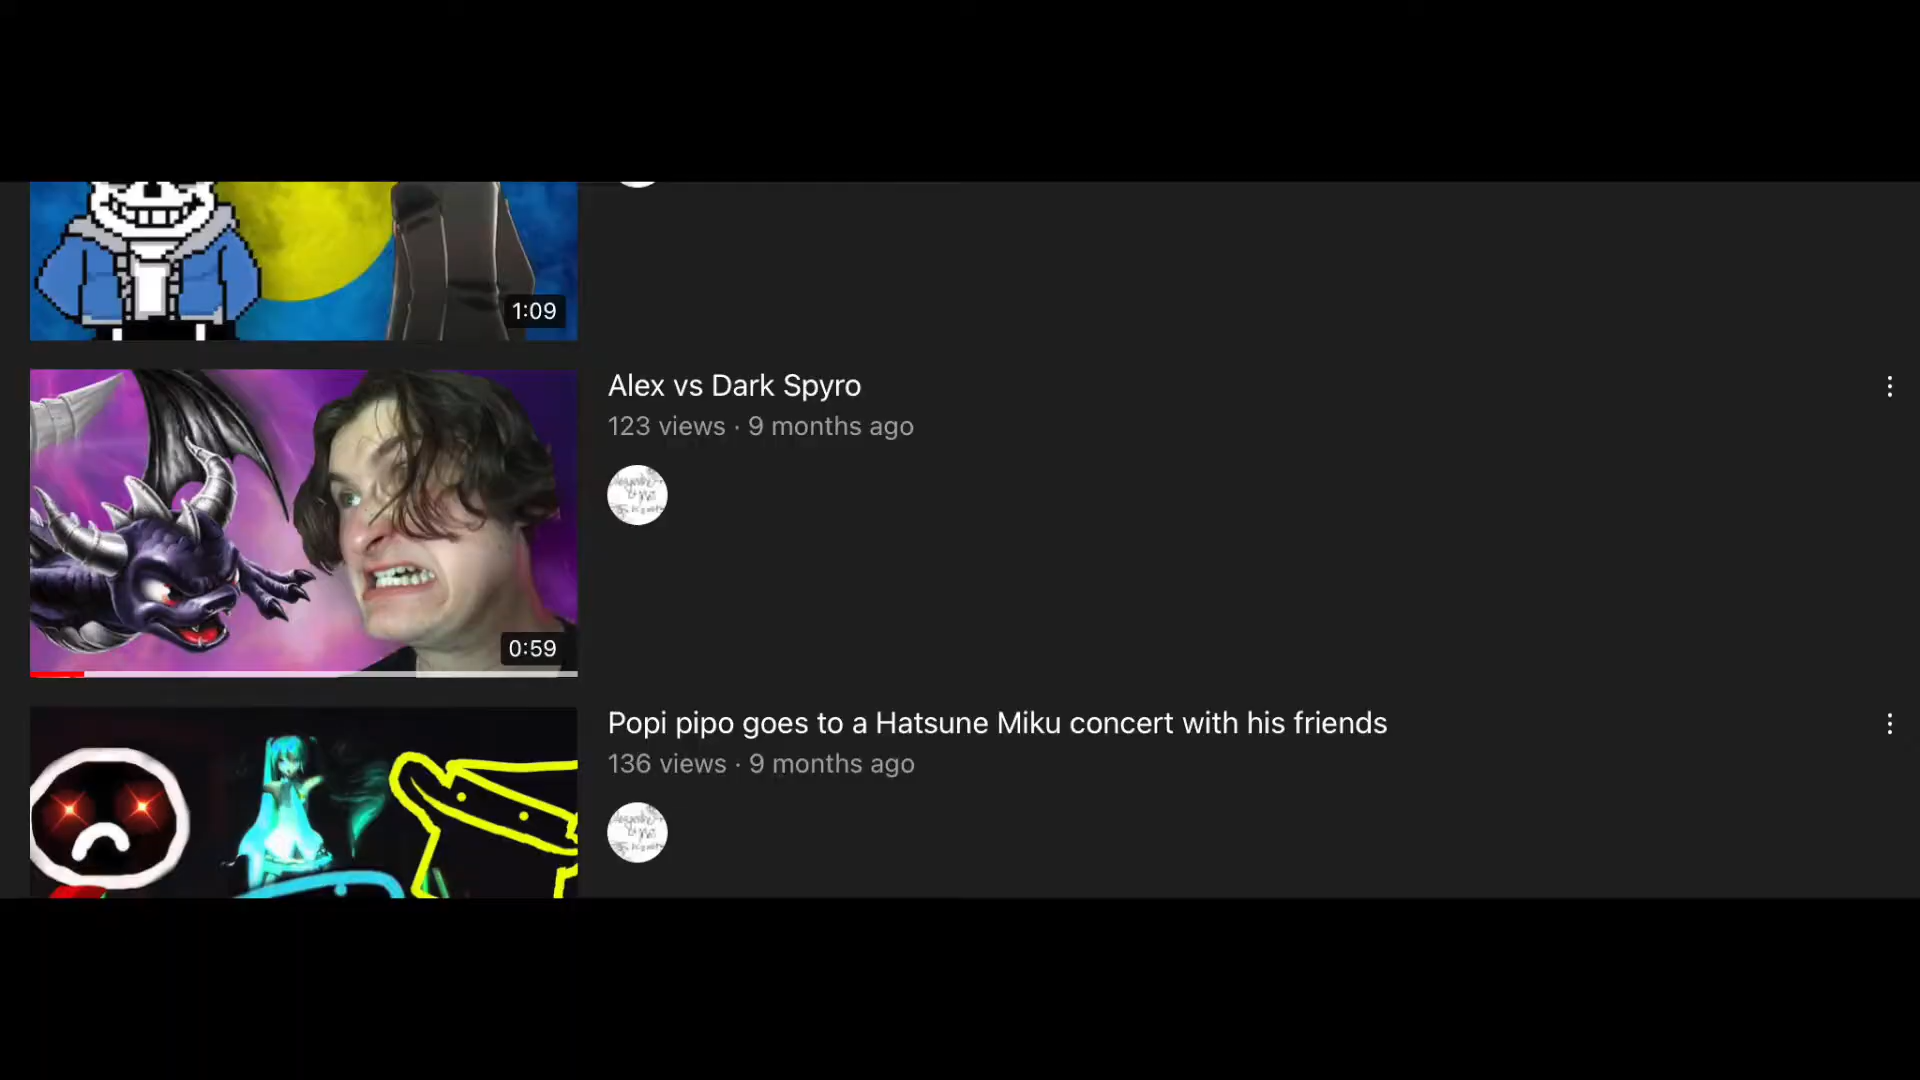 1:09
Alex vs Dark Spyro
123 views · 9 months ago
0:59
Popi pipo goes to a Hatsune Miku concert with his friends
136 views · 9 months ago